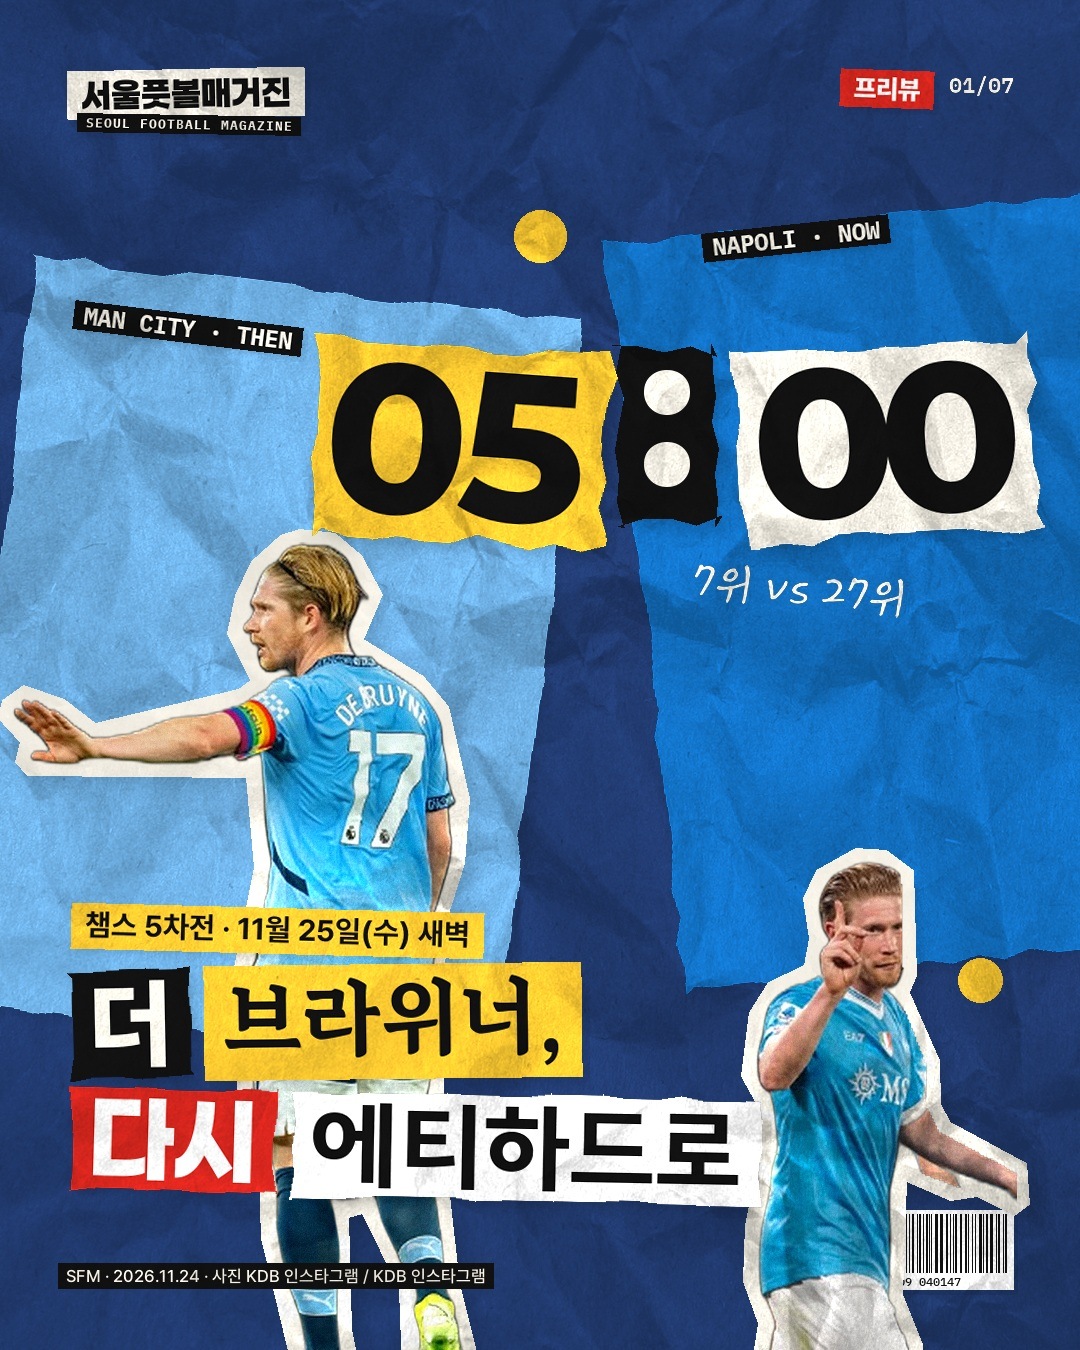 서울풋볼매거진
SEOUL FOOTBALL MAGAZINE
프리뷰 01/07
NAPOLI · NOW
MAN CITY · THEN
05:00
7위 vs 27위
DE BRUYNE
17
EA7
챔스 5차전 · 11월 25일(수) 새벽
더 브라위너,
다시 에티하드로
SFM · 2026.11.24 · 사진 KDB 인스타그램 / KDB 인스타그램
9 040147